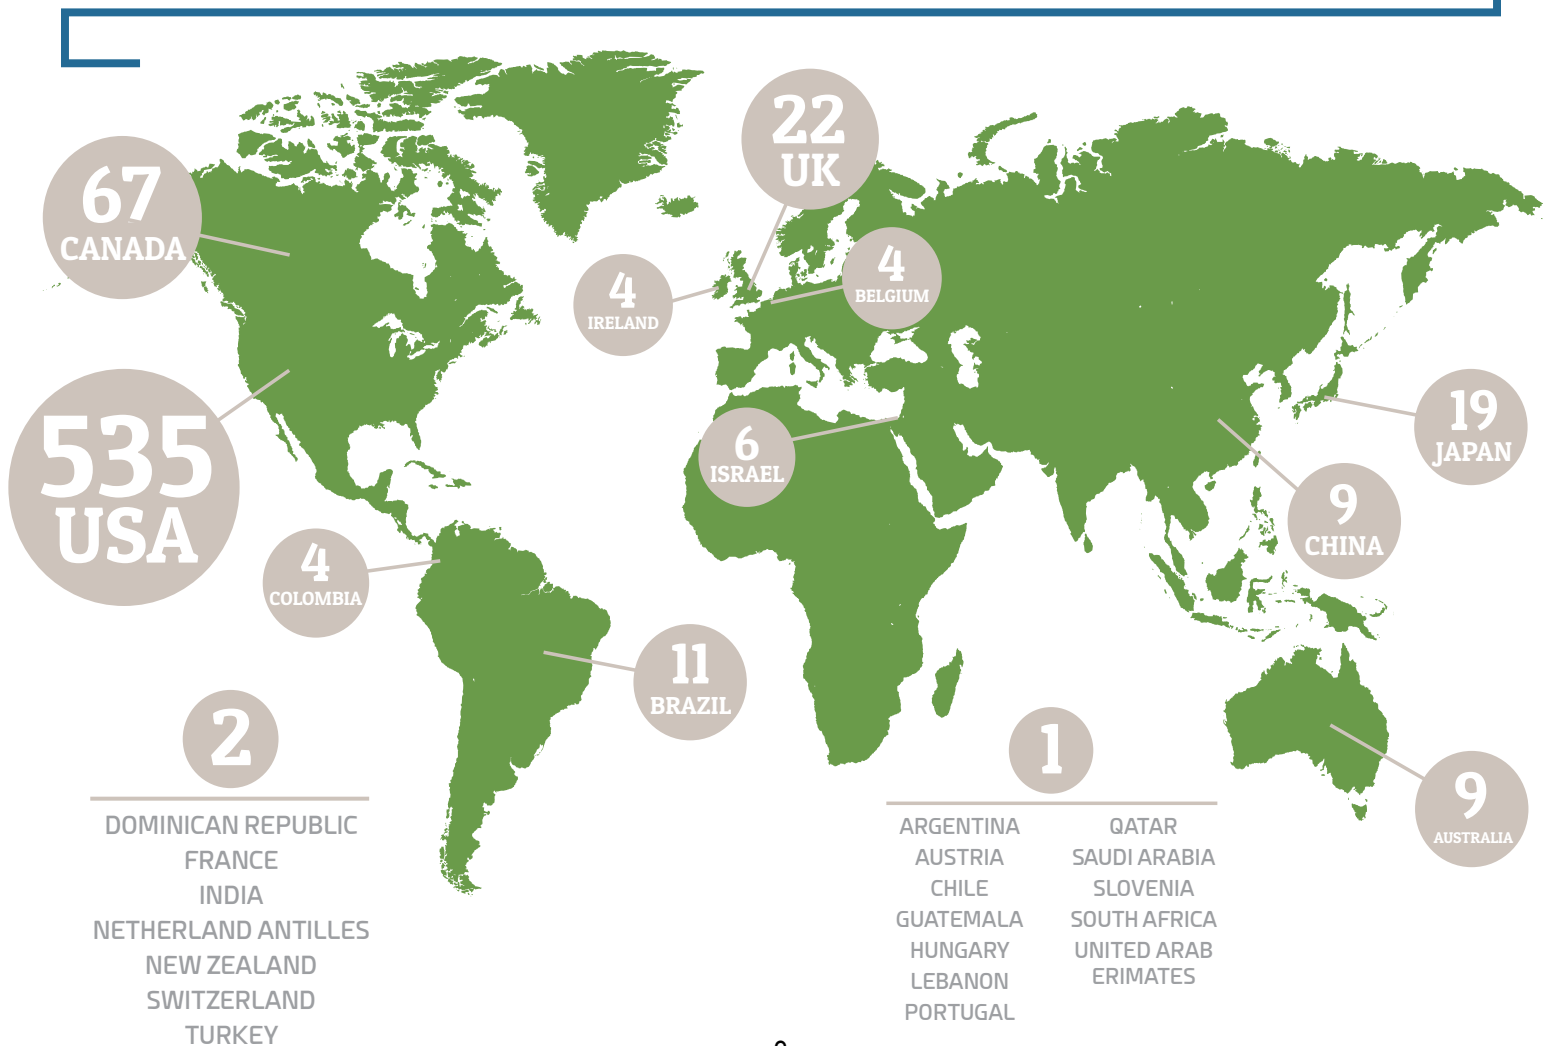 67
CANADA
535
USA
22
UK
4
IRELAND
4
BELGIUM
6
ISRAEL
19
JAPAN
9
CHINA
4
COLOMBIA
11
BRAZIL
9
AUSTRALIA
2
DOMINICAN REPUBLIC
FRANCE
INDIA
NETHERLAND ANTILLES
NEW ZEALAND
SWITZERLAND
TURKEY
1
ARGENTINA
AUSTRIA
CHILE
GUATEMALA
HUNGARY
LEBANON
PORTUGAL
QATAR
SAUDI ARABIA
SLOVENIA
SOUTH AFRICA
UNITED ARAB
ERIMATES